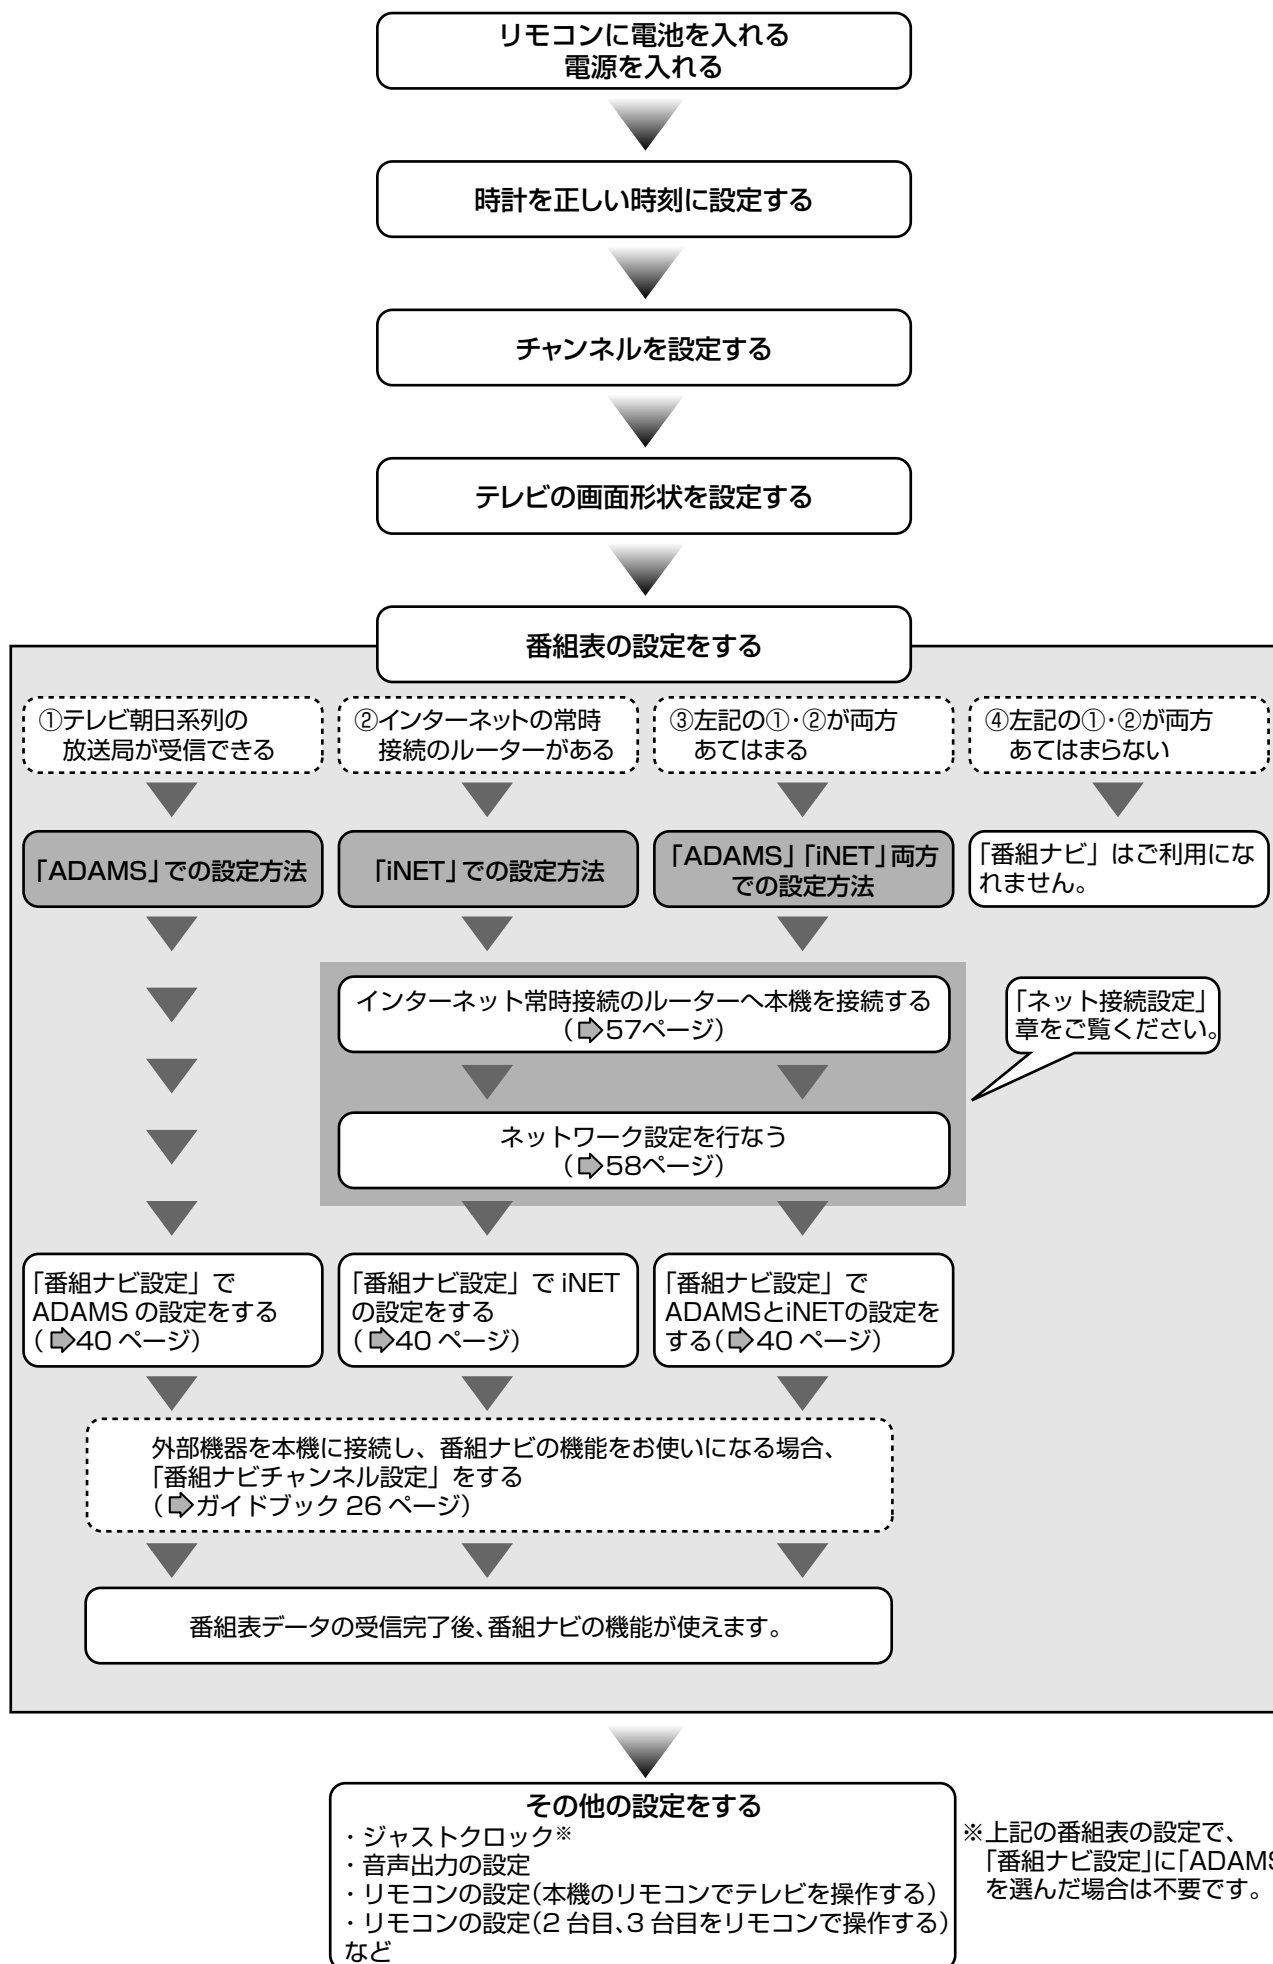 リモコンに電池を入れる
電源を入れる
時計を正しい時刻に設定する
チャンネルを設定する
テレビの画面形状を設定する
番組表の設定をする
①テレビ朝日系列の
放送局が受信できる
②インターネットの常時
接続のルーターがある
③左記の①・②が両方
あてはまる
④左記の①・②が両方
あてはまらない
「ADAMS」での設定方法
「iNET」での設定方法
「ADAMS」「iNET」両方
での設定方法
「番組ナビ」はご利用にな
れません。
インターネット常時接続のルーターへ本機を接続する
(⇨57ページ)
「ネット接続設定」
章をご覧ください。
ネットワーク設定を行なう
(⇨58ページ)
「番組ナビ設定」で
ADAMS の設定をする
(⇨40 ページ)
「番組ナビ設定」で iNET
の設定をする
(⇨40 ページ)
「番組ナビ設定」で
ADAMSとiNETの設定を
する(⇨40 ページ)
外部機器を本機に接続し、番組ナビの機能をお使いになる場合、
「番組ナビチャンネル設定」をする
(⇨ガイドブック 26 ページ)
番組表データの受信完了後、番組ナビの機能が使えます。
その他の設定をする
・ジャストクロック※
・音声出力の設定
・リモコンの設定(本機のリモコンでテレビを操作する)
・リモコンの設定(2 台目、3 台目をリモコンで操作する)
など
※上記の番組表の設定で、
「番組ナビ設定」に「ADAMS
を選んだ場合は不要です。